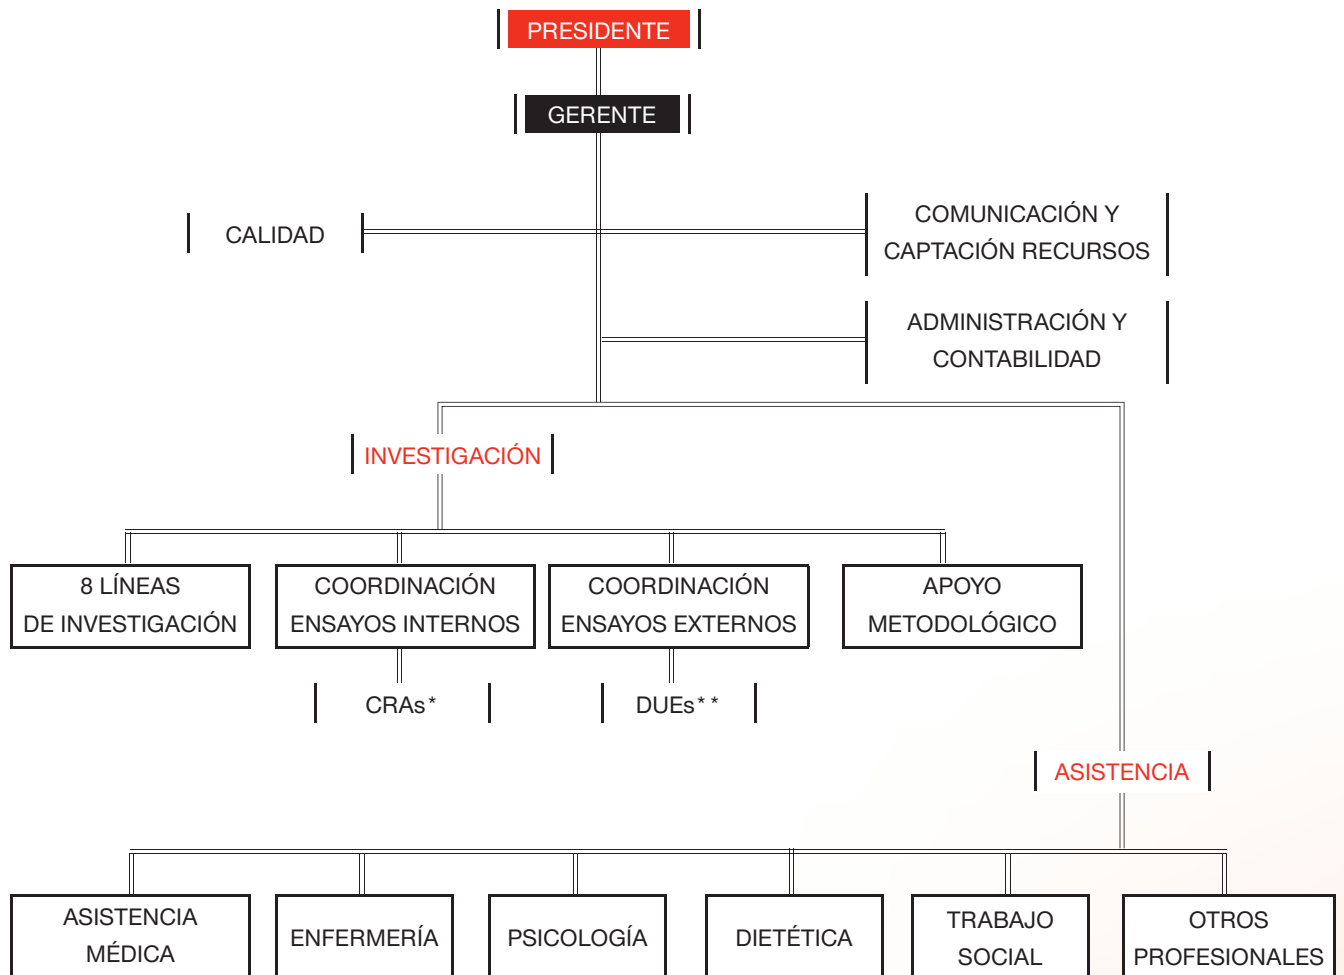 PRESIDENTE
GERENTE
CALIDAD
COMUNICACIÓN Y
CAPTACIÓN RECURSOS
ADMINISTRACIÓN Y
CONTABILIDAD
INVESTIGACIÓN
8 LÍNEAS
DE INVESTIGACIÓN
COORDINACIÓN
ENSAYOS INTERNOS
COORDINACIÓN
ENSAYOS EXTERNOS
APOYO
METODOLÓGICO
CRAs*
DUEs**
ASISTENCIA
ASISTENCIA
MÉDICA
ENFERMERÍA
PSICOLOGÍA
DIETÉTICA
TRABAJO
SOCIAL
OTROS
PROFESIONALES